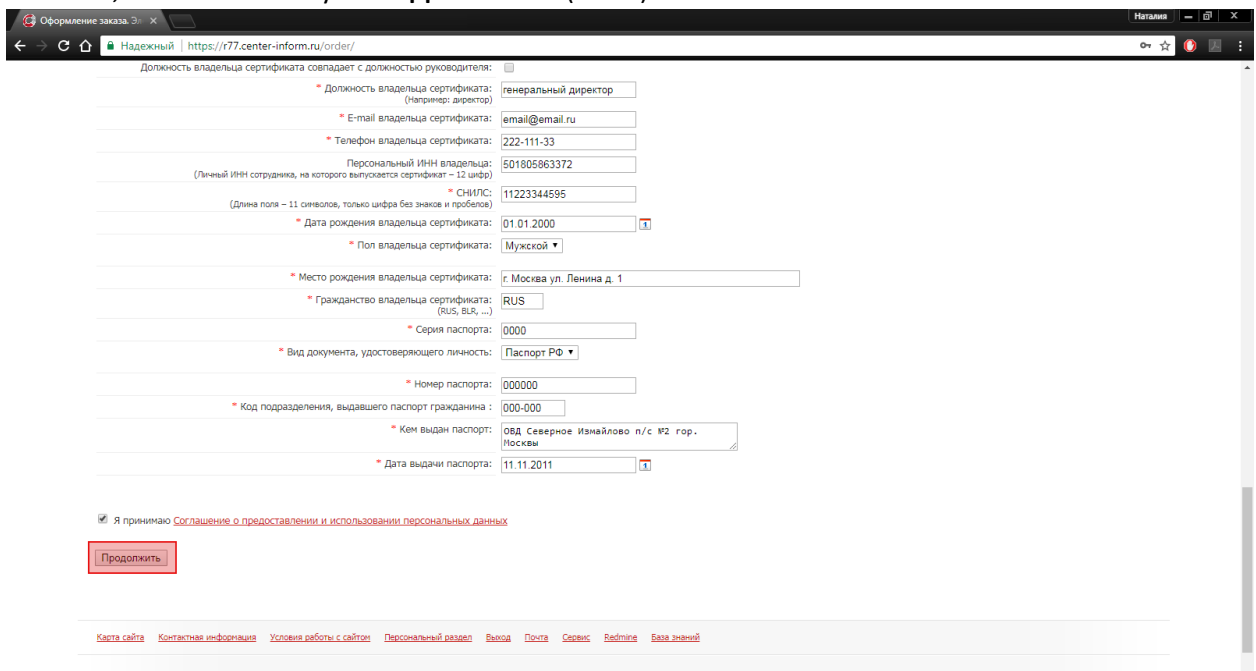 Оформление заказа. Эл
Наталия
Надежный | https://r77.center-inform.ru/order/
Должность владельца сертификата совпадает с должностью руководителя:
* Должность владельца сертификата: генеральный директор
(Например: директор)
* E-mail владельца сертификата: email@email.ru
* Телефон владельца сертификата: 222-111-33
Персональный ИНН владельца: 501805863372
(Личный ИНН сотрудника, на которого выпускается сертификат – 12 цифр)
* СНИЛС: 11223344595
(Длина поля – 11 символов, только цифра без знаков и пробелов)
* Дата рождения владельца сертификата: 01.01.2000
* Пол владельца сертификата: Мужской
* Место рождения владельца сертификата: г. Москва ул. Ленина д. 1
* Гражданство владельца сертификата: RUS
(RUS, BLR, ...)
* Серия паспорта: 0000
* Вид документа, удостоверяющего личность: Паспорт РФ
* Номер паспорта: 000000
* Код подразделения, выдавшего паспорт гражданина : 000-000
* Кем выдан паспорт: ОВД Северное Измайлово п/с №2 гор.
Москвы
* Дата выдачи паспорта: 11.11.2011
Я принимаю Соглашение о предоставлении и использовании персональных данных
Продолжить
Карта сайта Контактная информация Условия работы с сайтом Персональный раздел Выход Почта Сервис Redmine База знаний